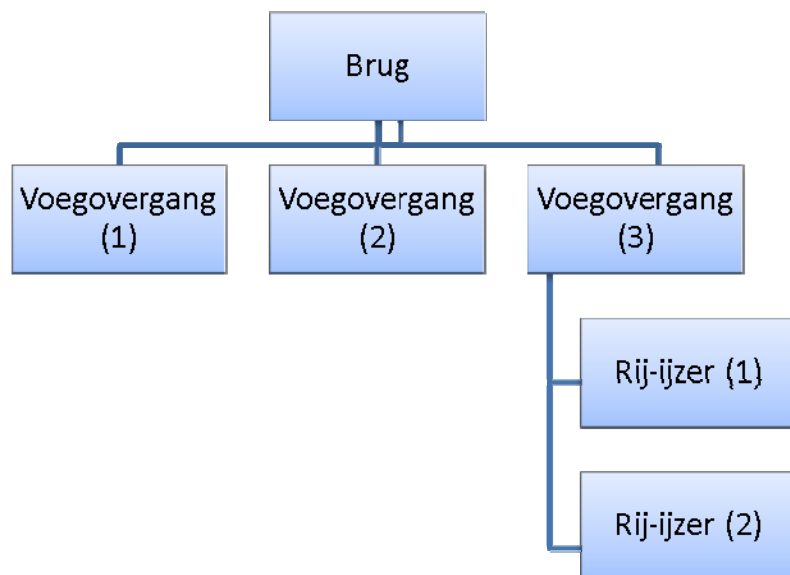 Brug
Voegovergang
(1)
Voegovergang
(2)
Voegovergang
(3)
Rij-ijzer (1)
Rij-ijzer (2)